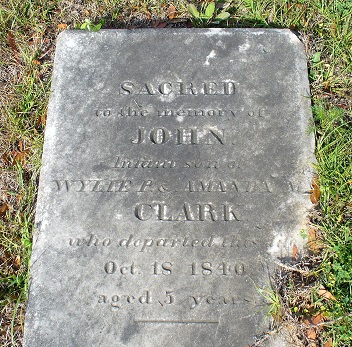 SACRED
to the memory of
JOHN
Infant son of
WYLIE P. & AMANDA M.
CLARK
who departed this
Oct. 18 1840
aged 5 years